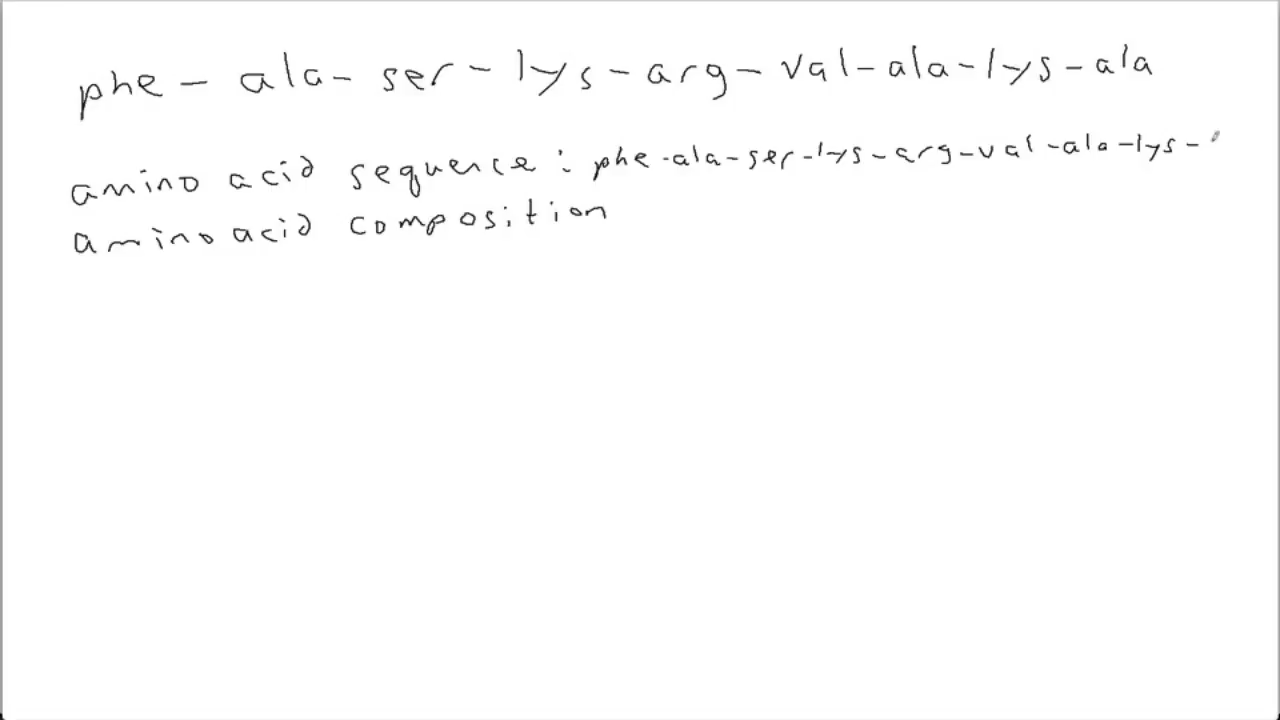 phe - ala - ser - lys - arg - val - ala - lys - ala
amino acid sequence : phe - ala - ser - lys - arg - val - ala - lys -
amino acid composition